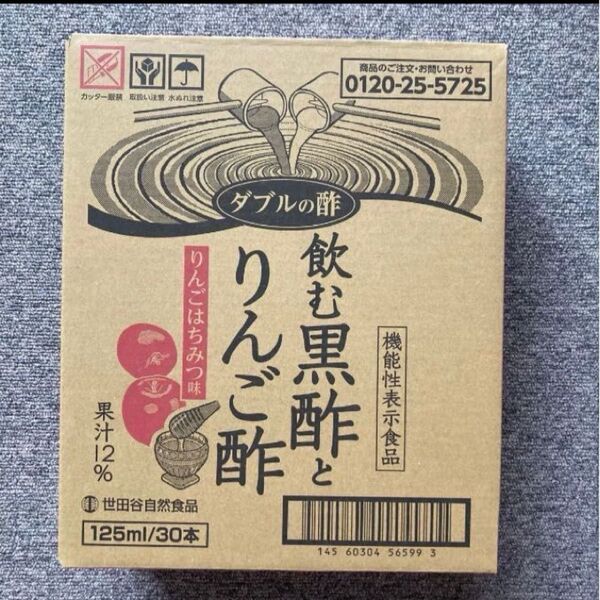 カッター厳禁
取扱い注意
水ぬれ注意
商品のご注文・お問い合わせ
0120-25-5725
ダブルの酢
飲む黒酢と
りんご酢
りんごはちみつ味
機能性表示食品
果汁12%
世田谷自然食品
125ml/30本
145 60304 56599 3